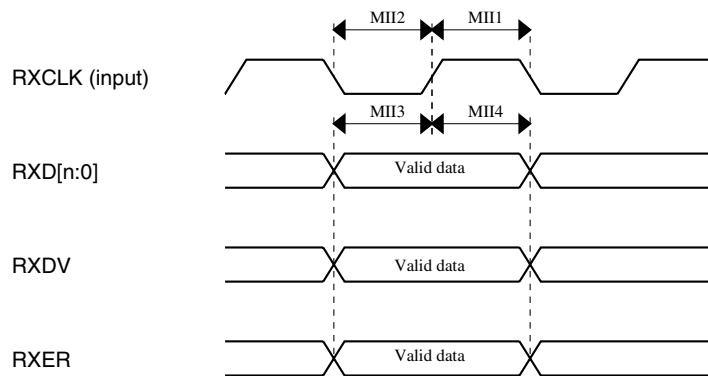 MII2 MII1
RXCLK (input)
MII3 MII4
RXD[n:0] Valid data
RXDV Valid data
RXER Valid data